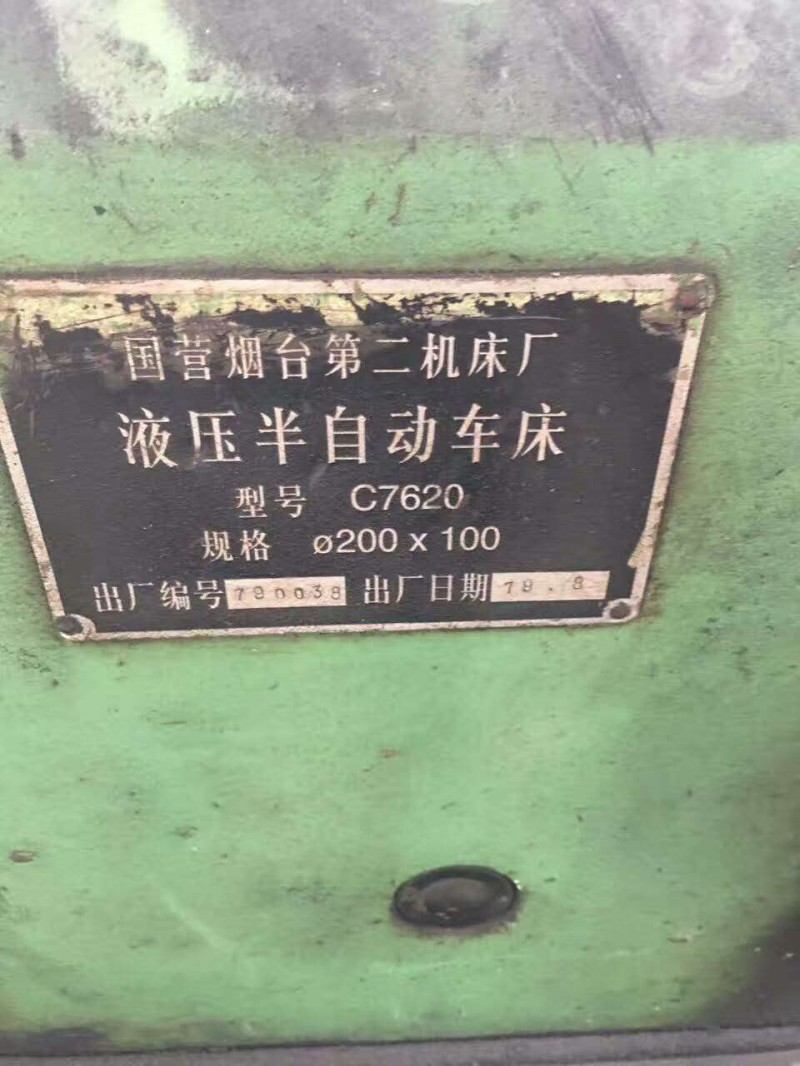 国营烟台第二机床厂
液压半自动车床
型号 C7620
规格 ø200 x 100
出厂编号 790038 出厂日期 79.8